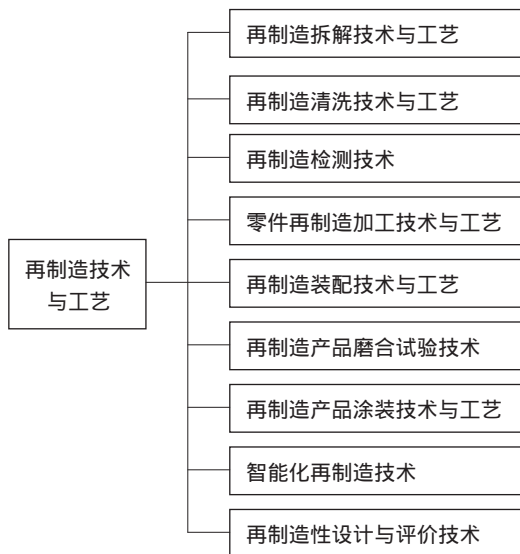 再制造拆解技术与工艺
再制造清洗技术与工艺
再制造检测技术
零件再制造加工技术与工艺
再制造技术
与工艺
再制造装配技术与工艺
再制造产品磨合试验技术
再制造产品涂装技术与工艺
智能化再制造技术
再制造性设计与评价技术